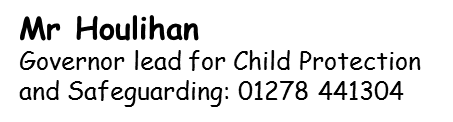 Mr Houlihan
Governor lead for Child Protection
and Safeguarding: 01278 441304